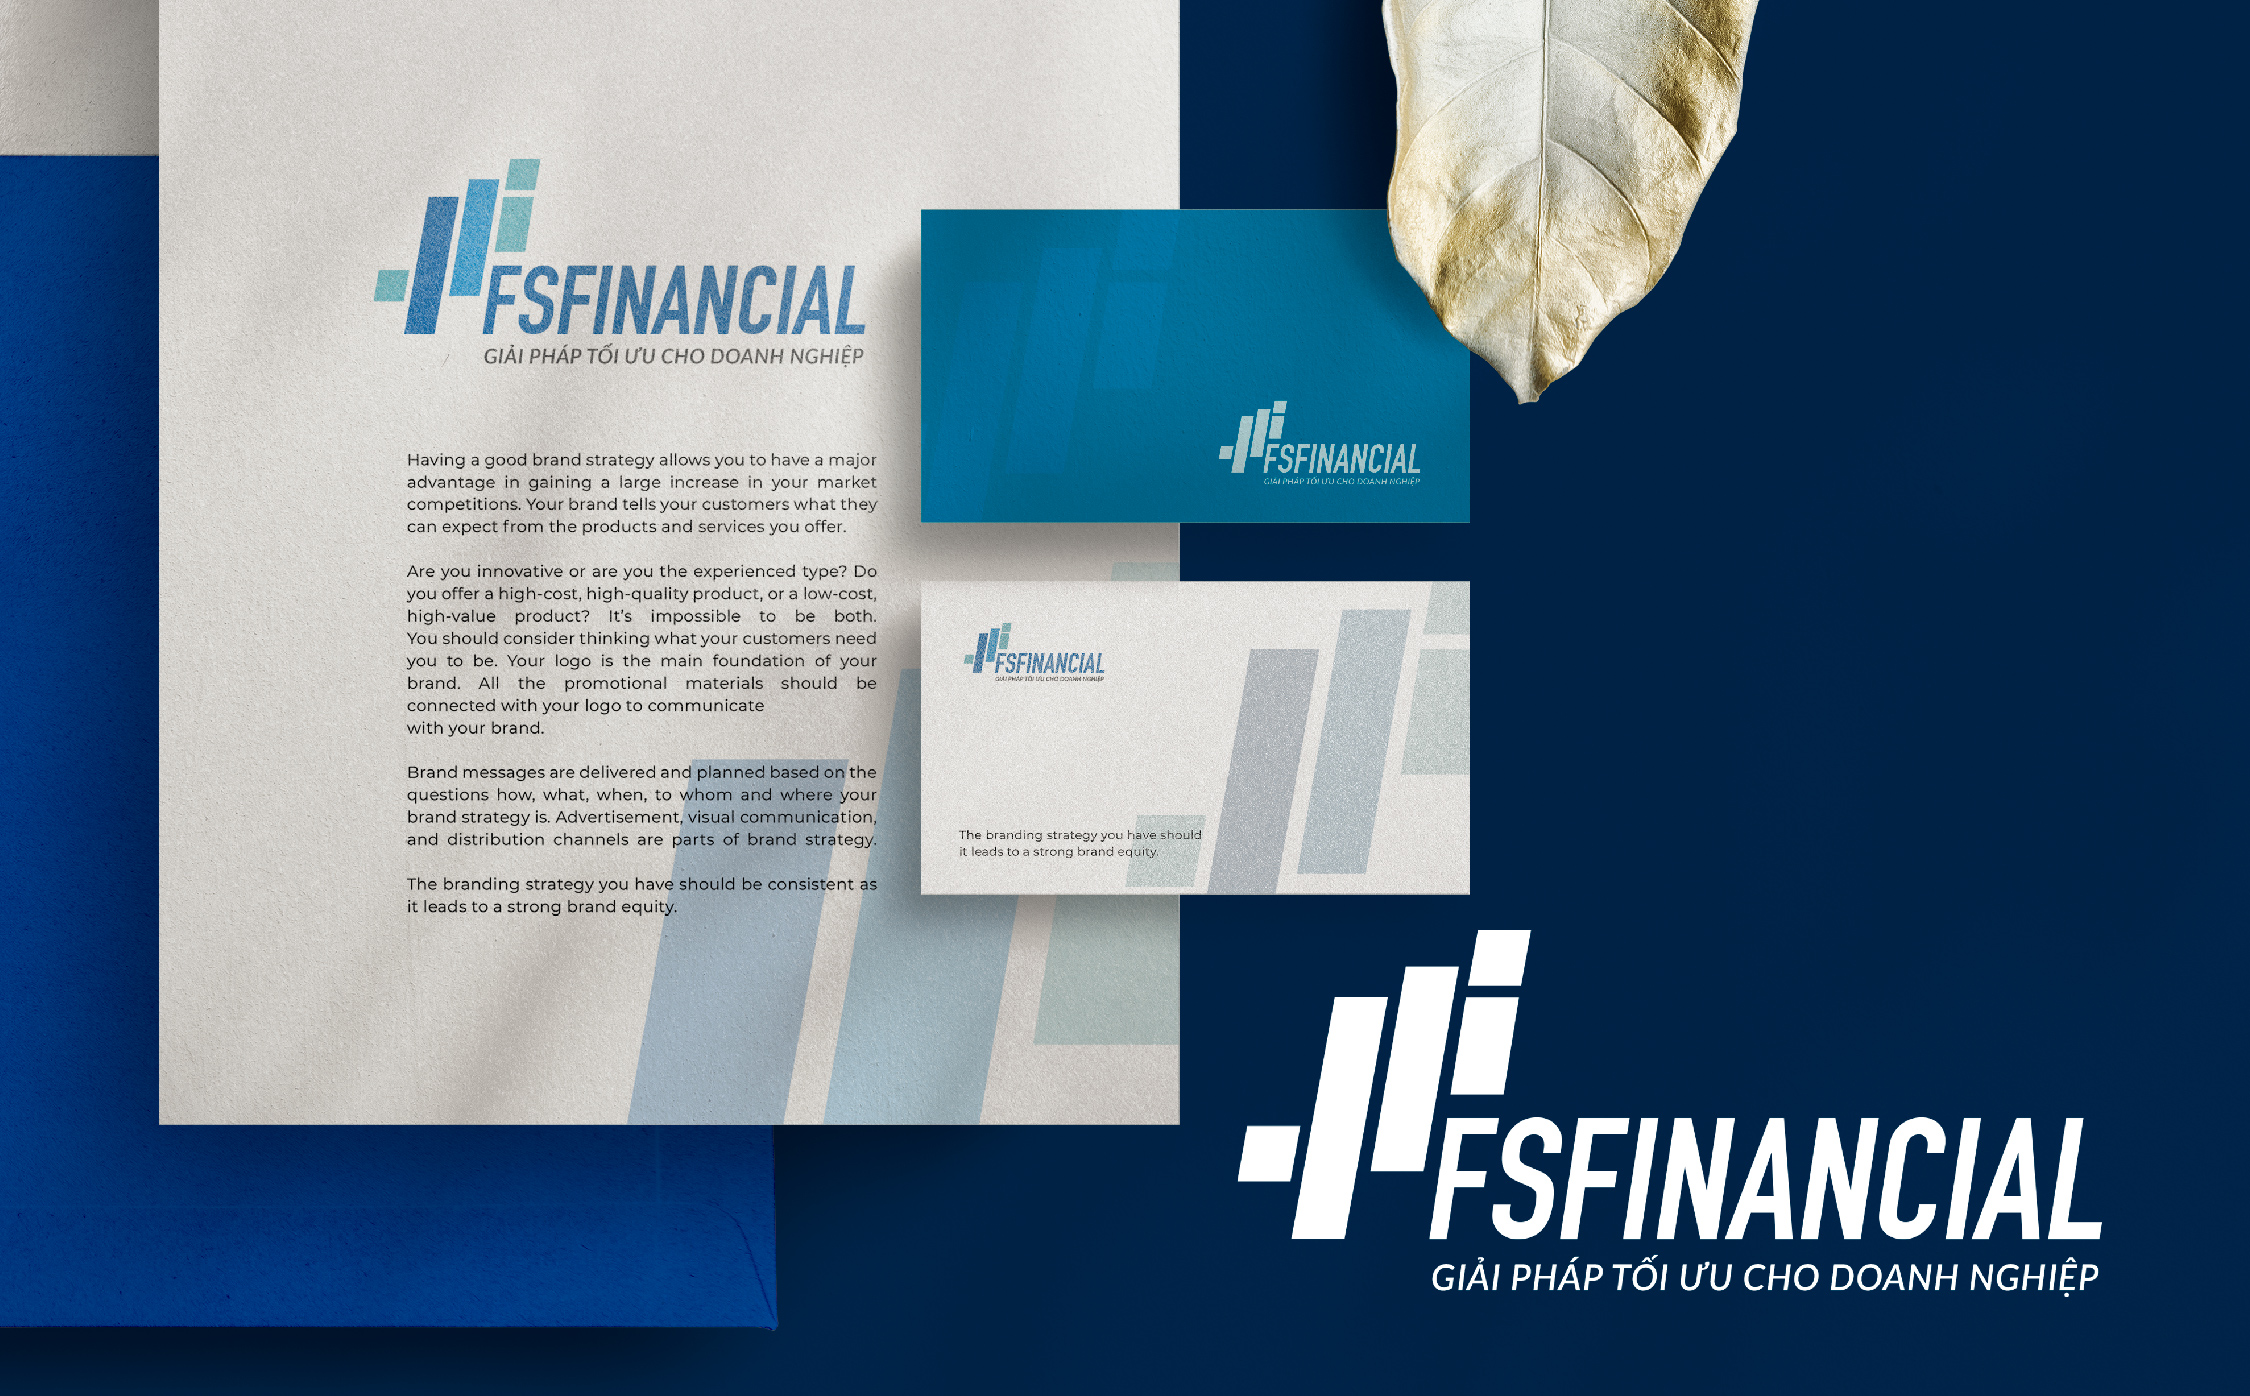 FSFINANCIAL
GIẢI PHÁP TỐI ƯU CHO DOANH NGHIỆP
Having a good brand strategy allows you to have a major
advantage in gaining a large increase in your market
competitions. Your brand tells your customers what they
can expect from the products and services you offer.
Are you innovative or are you the experienced type? Do
you offer a high-cost, high-quality product, or a low-cost,
high-value product? It's impossible to be both.
You should consider thinking what your customers need
you to be. Your logo is the main foundation of your
brand. All the promotional materials should be
connected with your logo to communicate
with your brand.
Brand messages are delivered and planned based on the
questions how, what, when, to whom and where your
brand strategy is. Advertisement, visual communication,
and distribution channels are parts of brand strategy.
The branding strategy you have should be consistent as
it leads to a strong brand equity.
FSFINANCIAL
GIẢI PHÁP TỐI ƯU CHO DOANH NGHIỆP
FSFINANCIAL
GIẢI PHÁP TỐI ƯU CHO DOANH NGHIỆP
The branding strategy you have should
it leads to a strong brand equity.
FSFINANCIAL
GIẢI PHÁP TỐI ƯU CHO DOANH NGHIỆP